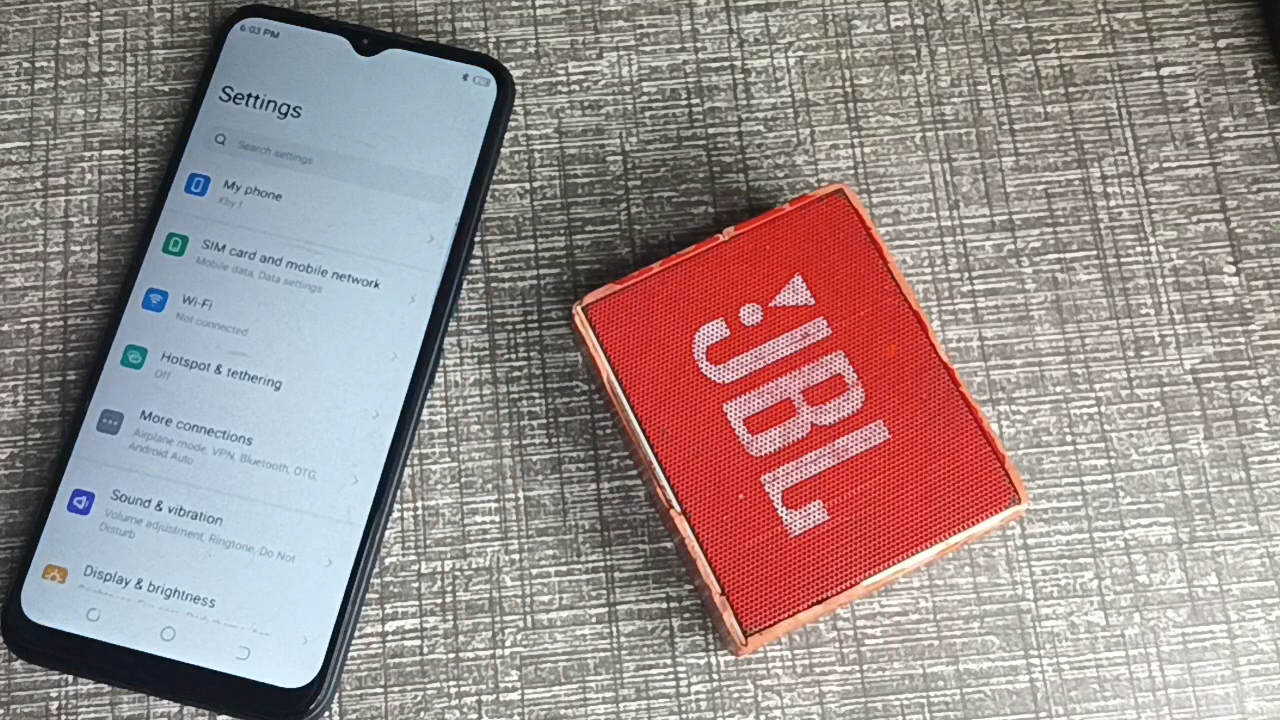 6:03 PM
Settings
Search settings
My phone
SIM card and mobile network
Mobile data, Data settings
Wi-Fi
Not connected
Hotspot & tethering
Off
More connections
Airplane mode, VPN, Bluetooth, OTG,
Android Auto
Sound & vibration
Volume adjustment, Ringtone, Do Not
Disturb
Display & brightness
JBL